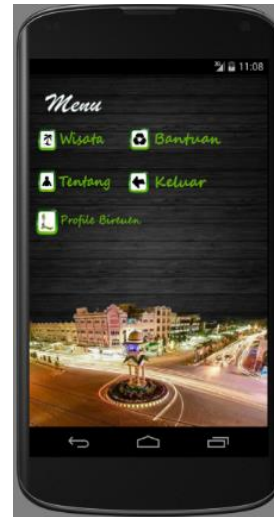 11:08
Menu
Wisata Bantuan
Tentang Keluar
Profile Bireuen